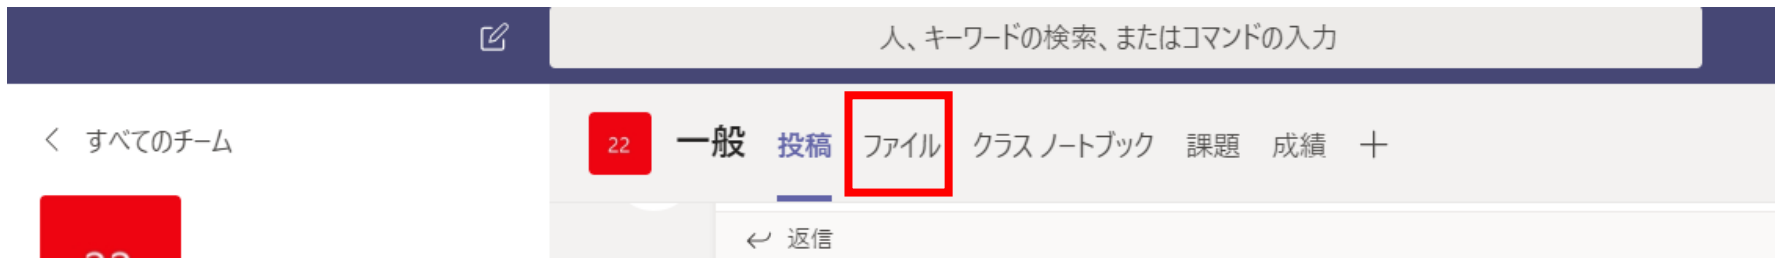 人、キーワードの検索、またはコマンドの入力
すべてのチーム
22 一般 投稿 ファイル クラス ノートブック 課題 成績 +
返信